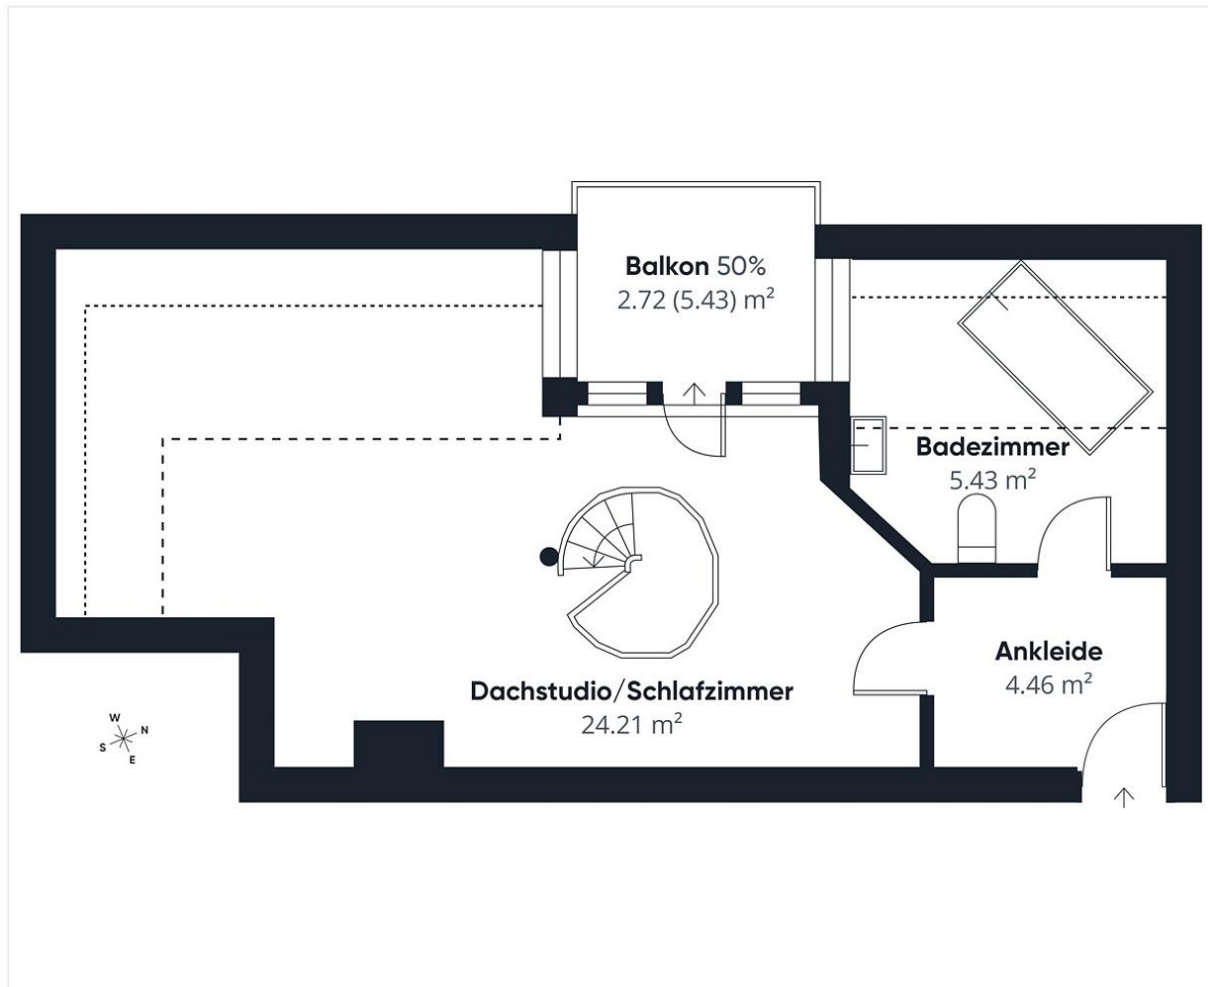 Balkon 50%
2.72 (5.43) m²
Badezimmer
5.43 m²
Ankleide
4.46 m²
Dachstudio/Schlafzimmer
24.21 m²
W
N
S
E